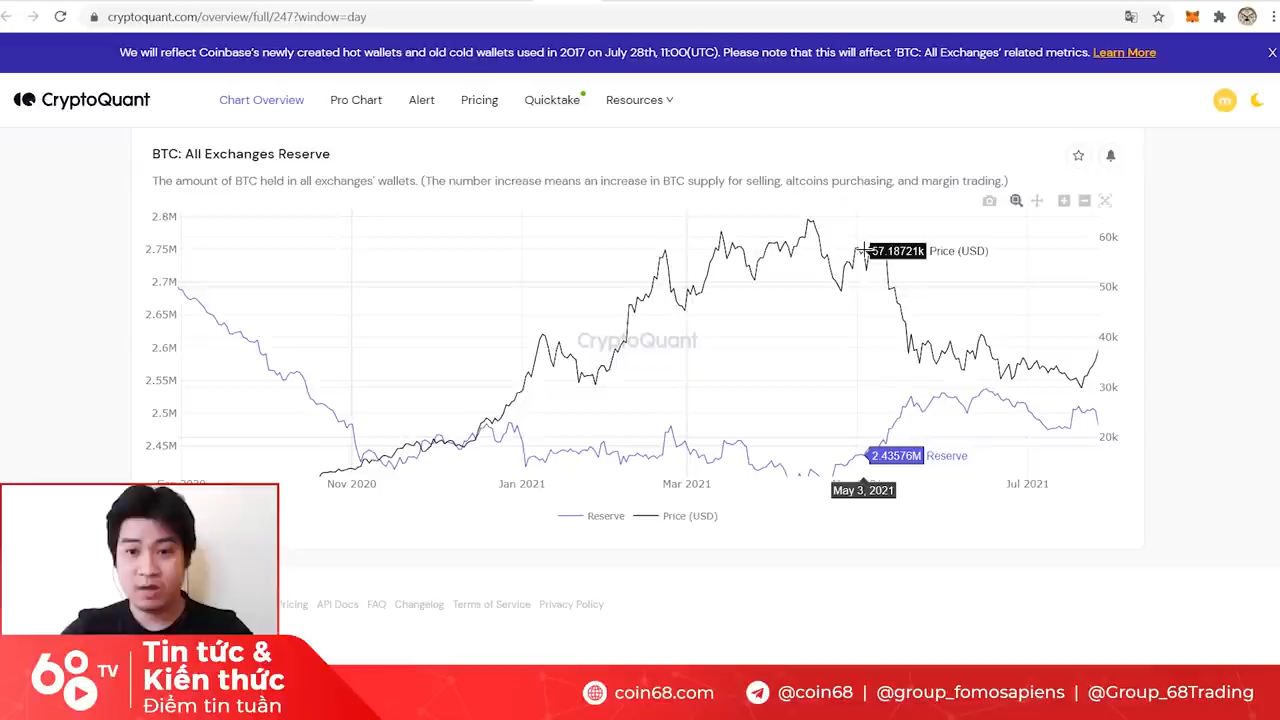 cryptoquant.com/overview/full/247?window=day
We will reflect Coinbase's newly created hot wallets and old cold wallets used in 2017 on July 28th, 11:00(UTC). Please note that this will affect 'BTC: All Exchanges' related metrics. Learn More X
CryptoQuant
Chart Overview Pro Chart Alert Pricing Quicktake Resources
m
BTC: All Exchanges Reserve
The amount of BTC held in all exchanges' wallets. (The number increase means an increase in BTC supply for selling, altcoins purchasing, and margin trading.)
2.8M
60k
2.75M
57.18721k Price (USD)
2.7M
50k
2.65M
CryptoQuant
40k
2.6M
2.55M
30k
2.5M
20k
2.45M
2.43576M Reserve
Nov 2020 Jan 2021 Mar 2021 Jul 2021
May 3, 2021
Reserve Price (USD)
API Docs FAQ Changelog Terms of Service Privacy Policy
68 TV
Tin tức &
Kiến thức
Điểm tin tuần
coin68.com @coin68 | @group_fomosapiens | @Group_68Trading